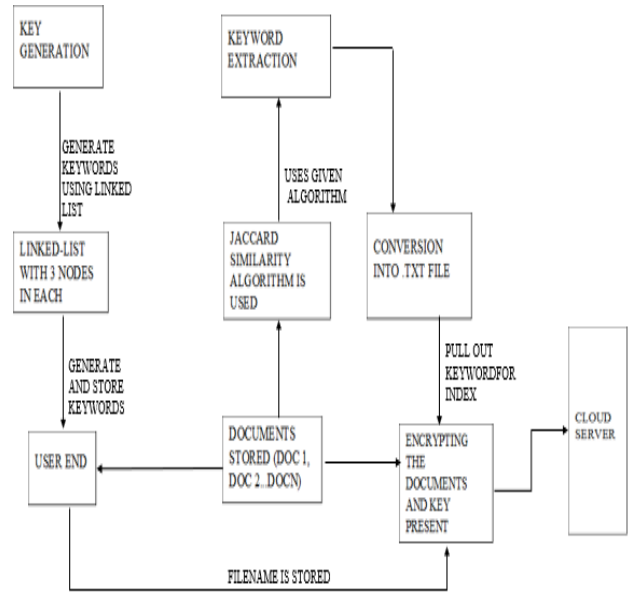 KEY
GENERATION
KEYWORD
EXTRACTION
GENERATE
KEYWORDS
USING LINKED
LIST
USES GIVEN
ALGORITHM
LINKED-LIST
WITH 3 NODES
IN EACH
JACCARD
SIMILARITY
ALGORITHM IS
USED
CONVERSION
INTO .TXT FILE
GENERATE
AND STORE
KEYWORDS
PULL OUT
KEYWORDFOR
INDEX
USER END
DOCUMENTS
STORED (DOC 1,
DOC 2...DOCN)
ENCRYPTING
THE
DOCUMENTS
AND KEY
PRESENT
CLOUD
SERVER
FILENAME IS STORED